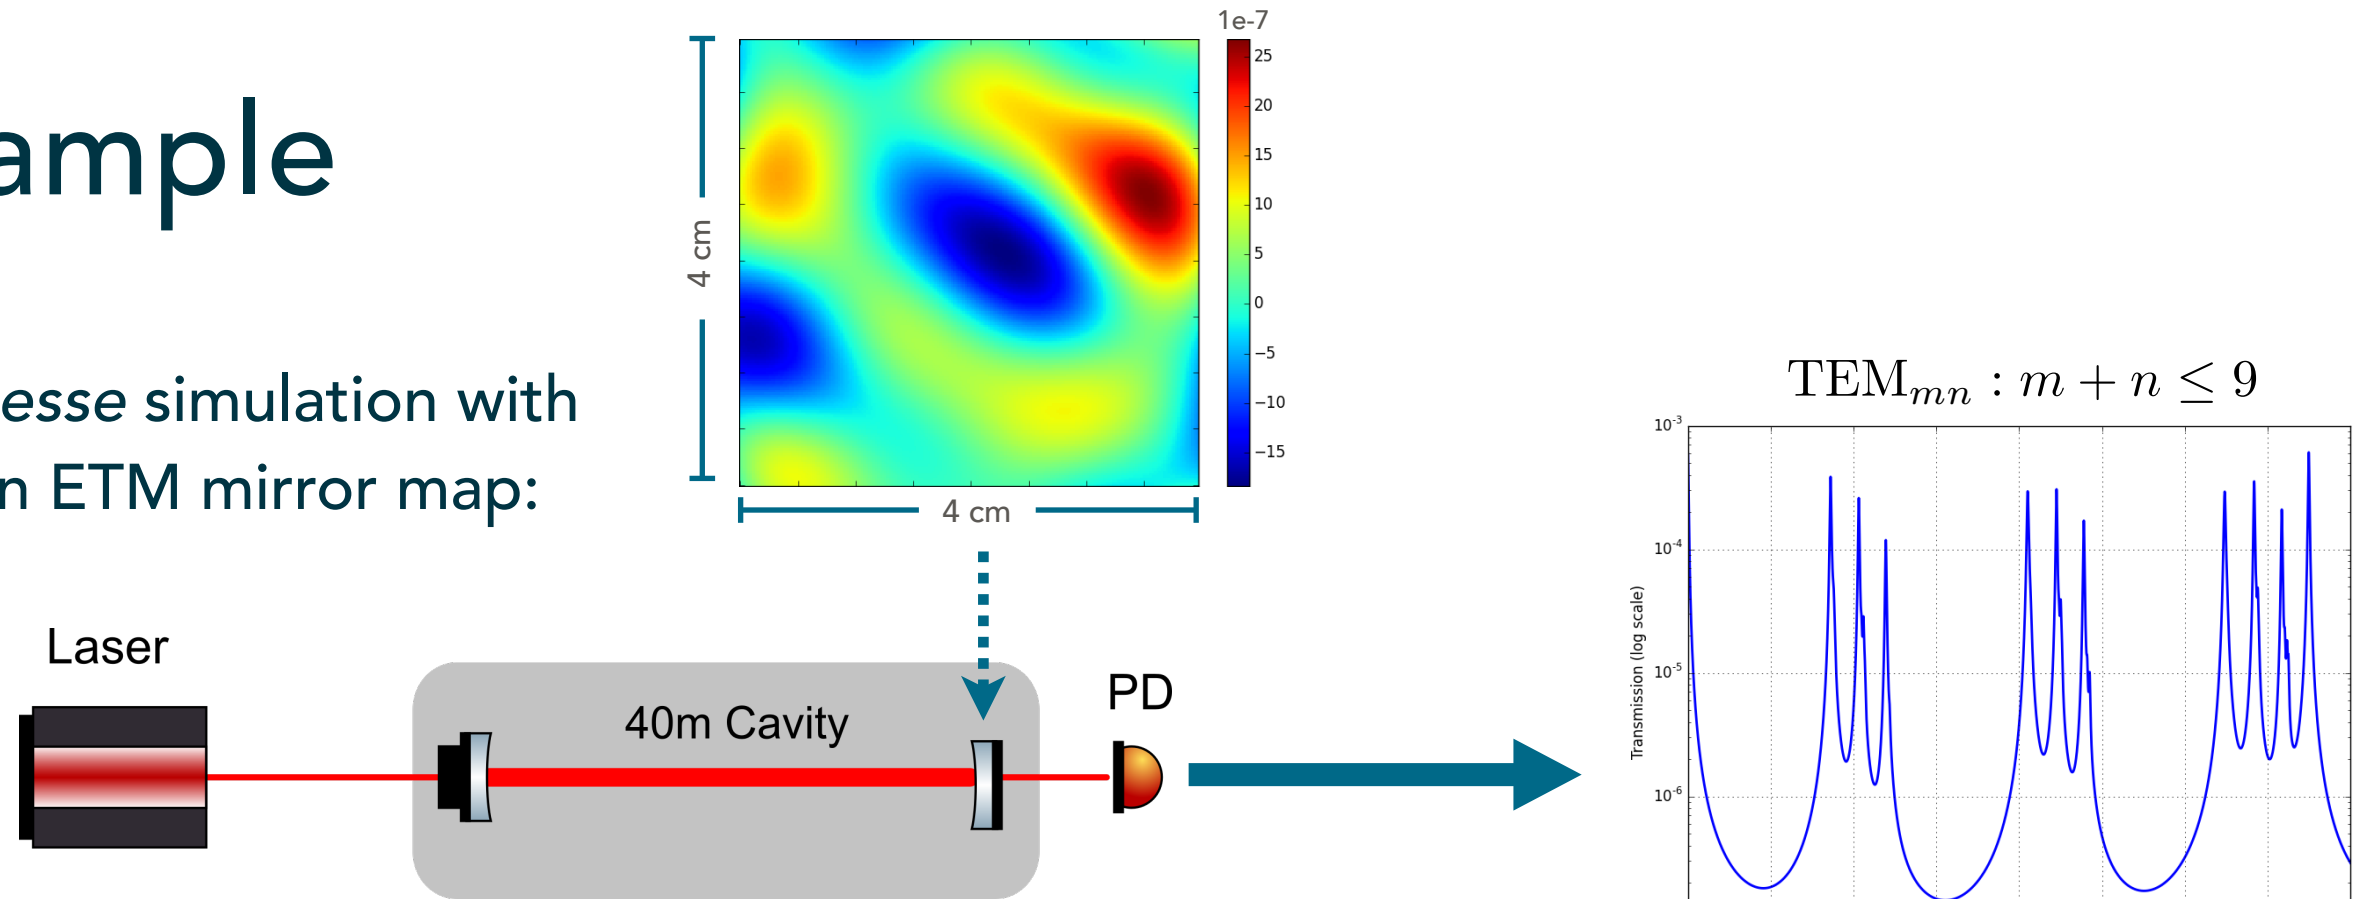 ample
esse simulation with
n ETM mirror map:
4 cm
4 cm
1e-7
25
20
15
10
5
0
−5
−10
−15
Laser
40m Cavity
PD
TEMₘₙ : m + n ≤ 9
Transmission (log scale)
10⁻³
10⁻⁴
10⁻⁵
10⁻⁶